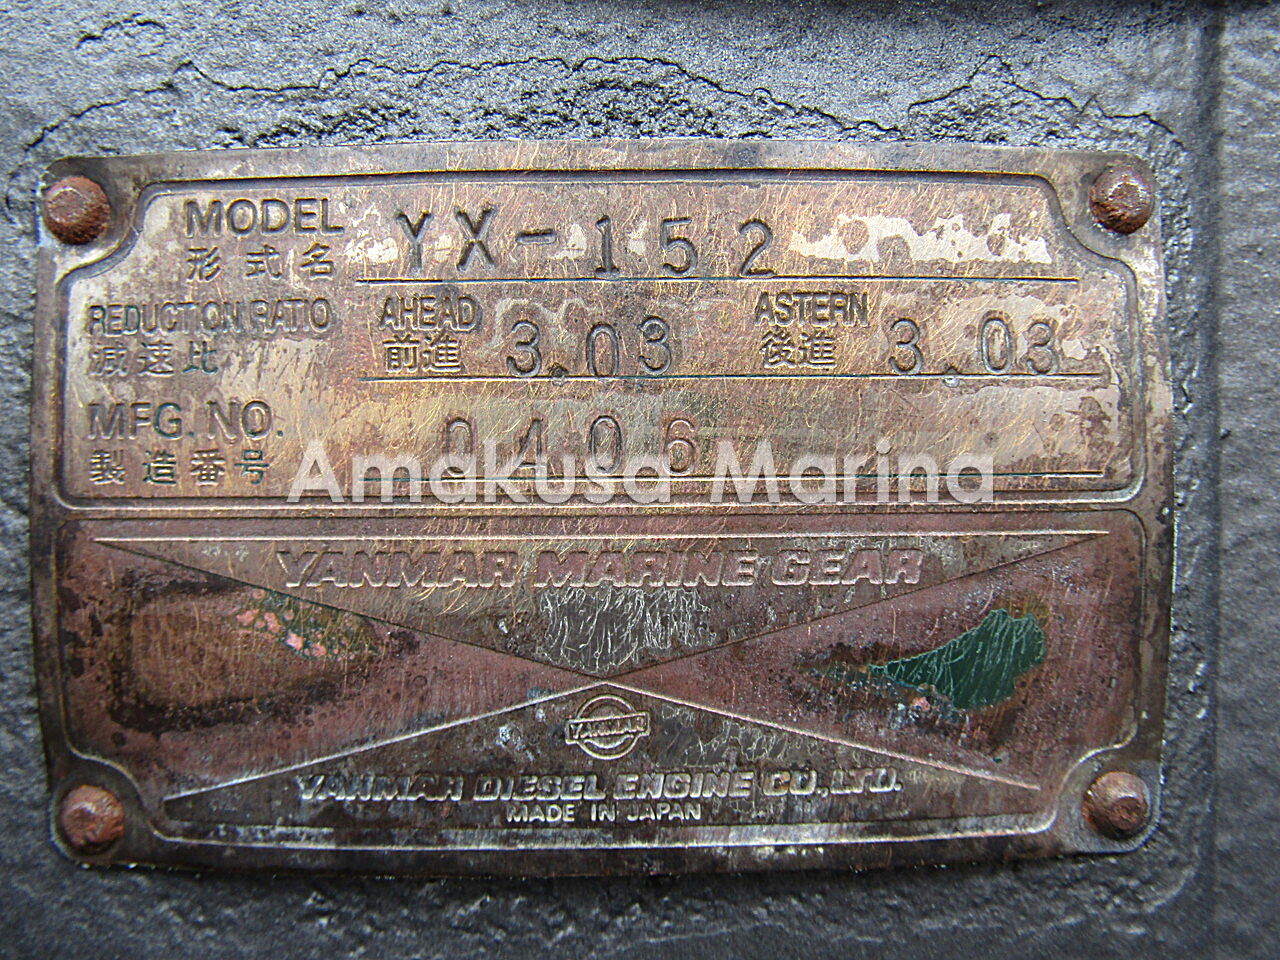 MODEL YX-152
形式名
REDUCTION RATIO AHEAD 3.03 ASTERN 3.03
減速比 前進 後進
MFG. NO. 0406
製造番号
Amakusa Marina
YANMAR MARINE GEAR
YANMAR
YANMAR DIESEL ENGINE CO.,LTD.
MADE IN JAPAN